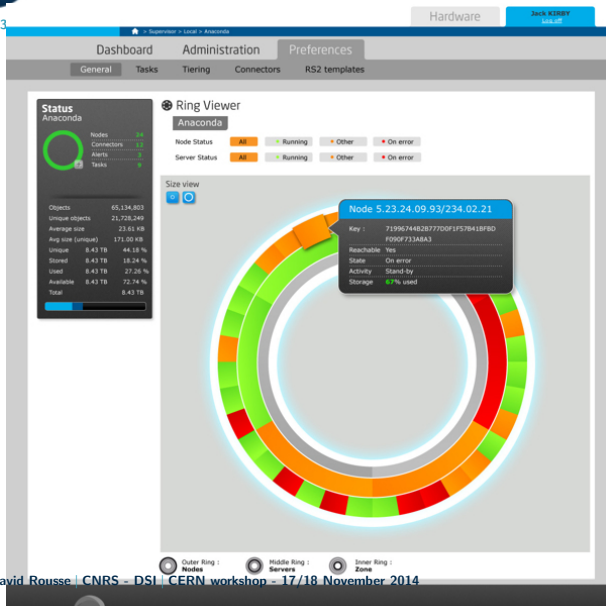 3
Hardware
Jack KIRBY
Log off
> Supervisor > Local > Anaconda
Dashboard Administration Preferences
General Tasks Tiering Connectors RS2 templates
Status
Anaconda
Nodes 24
Connectors 12
Alerts 3
Tasks 9
Objects 65,134,803
Unique objects 21,728,249
Average size 23.61 KB
Avg size (unique) 171.00 KB
Unique 8.43 TB 44.18 %
Stored 8.43 TB 18.24 %
Used 8.43 TB 27.26 %
Available 8.43 TB 72.74 %
Total 8.43 TB
Ring Viewer
Anaconda
Node Status All Running Other On error
Server Status All Running Other On error
Size view
Node 5.23.24.09.93/234.02.21
Key : 71996744B28777D0F1F57B41BFBD
F090F733A8A3
Reachable Yes
State On error
Activity Stand-by
Storage 67% used
Outer Ring : Nodes
Middle Ring : Servers
Inner Ring : Zone
avid Rousse | CNRS - DSI | CERN workshop - 17/18 November 2014